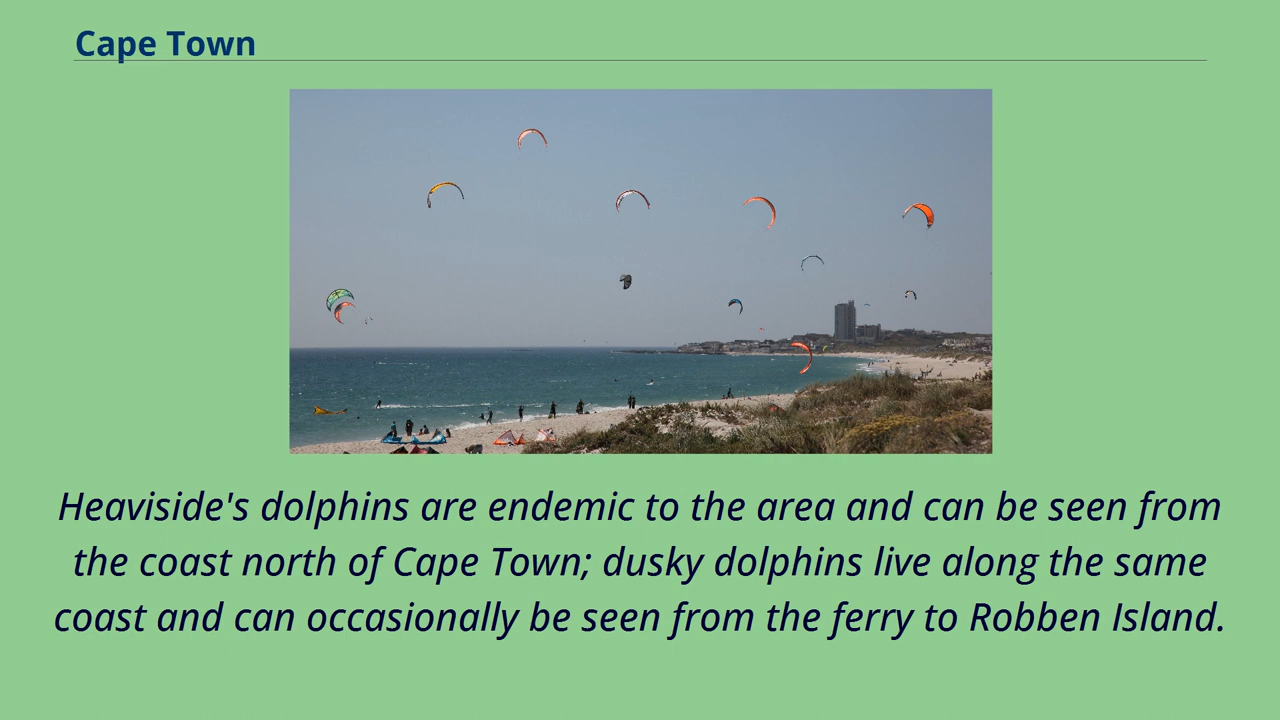 Cape Town
Heaviside's dolphins are endemic to the area and can be seen from
the coast north of Cape Town; dusky dolphins live along the same
coast and can occasionally be seen from the ferry to Robben Island.